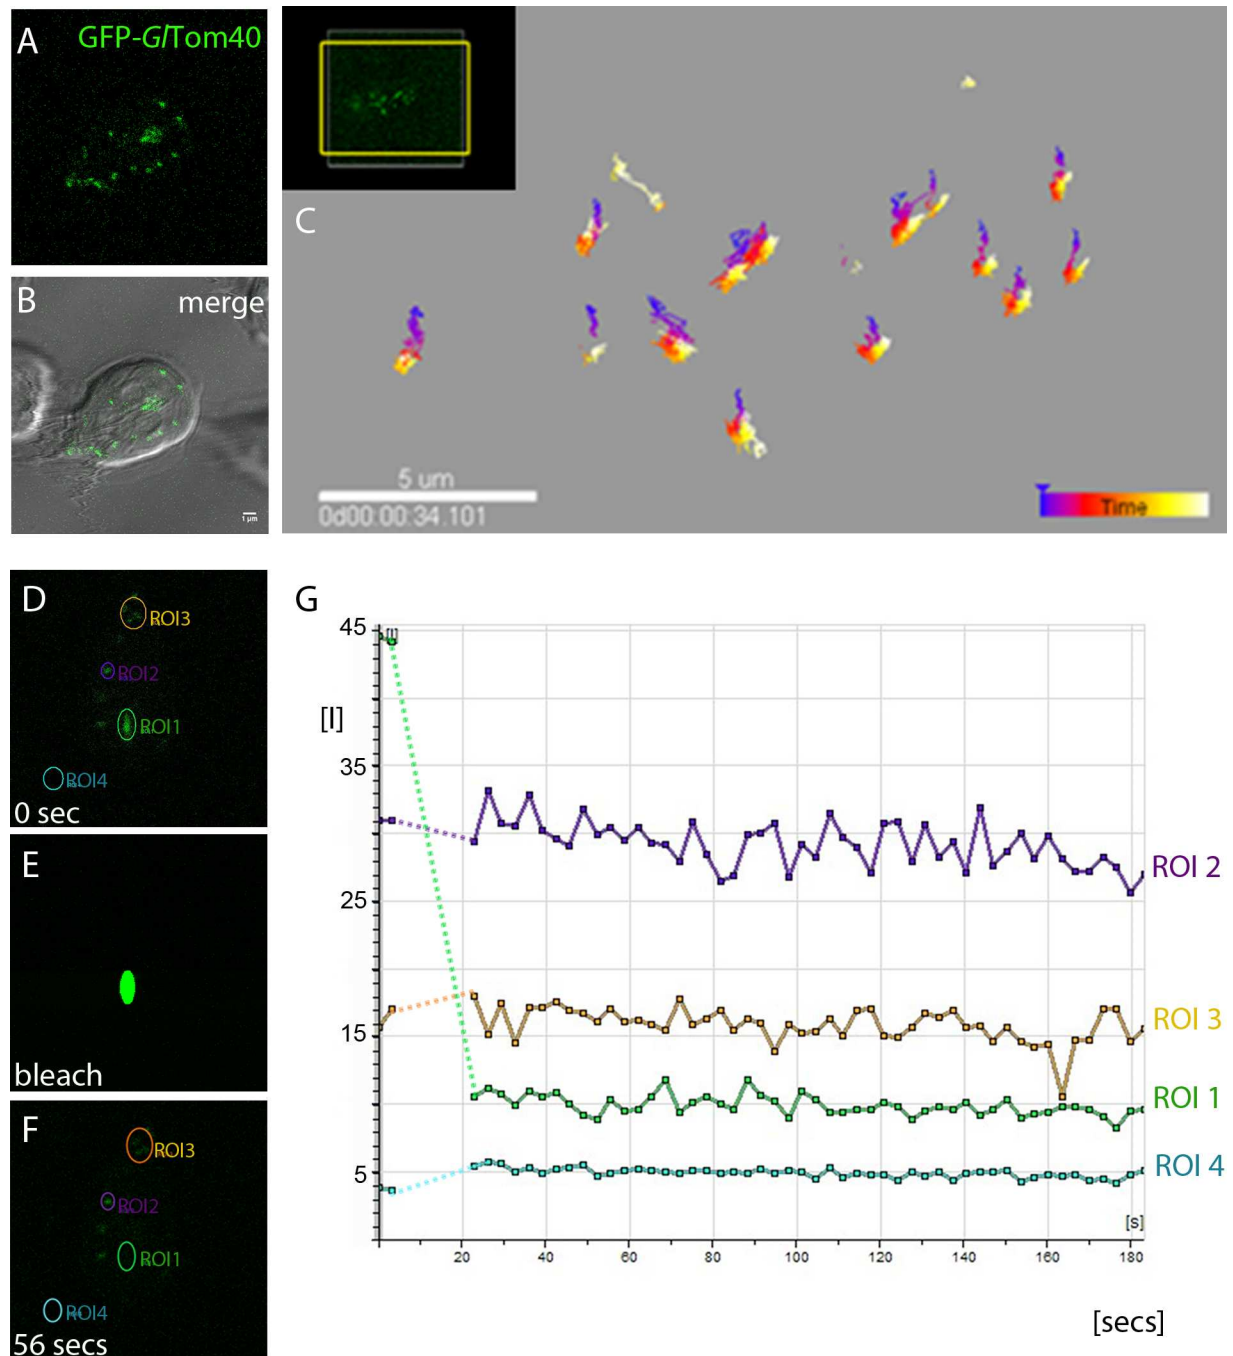 A
GFP-GlTom40
B
merge
1 µm
C
5 um
0d00:00:34.101
Time
D
ROI3
ROI2
ROI1
ROI4
0 sec
E
bleach
F
ROI3
ROI2
ROI1
ROI4
56 secs
G
[I]
[I]
45
35
25
15
5
ROI 2
ROI 3
ROI 1
ROI 4
[s]
20
40
60
80
100
120
140
160
180
[secs]